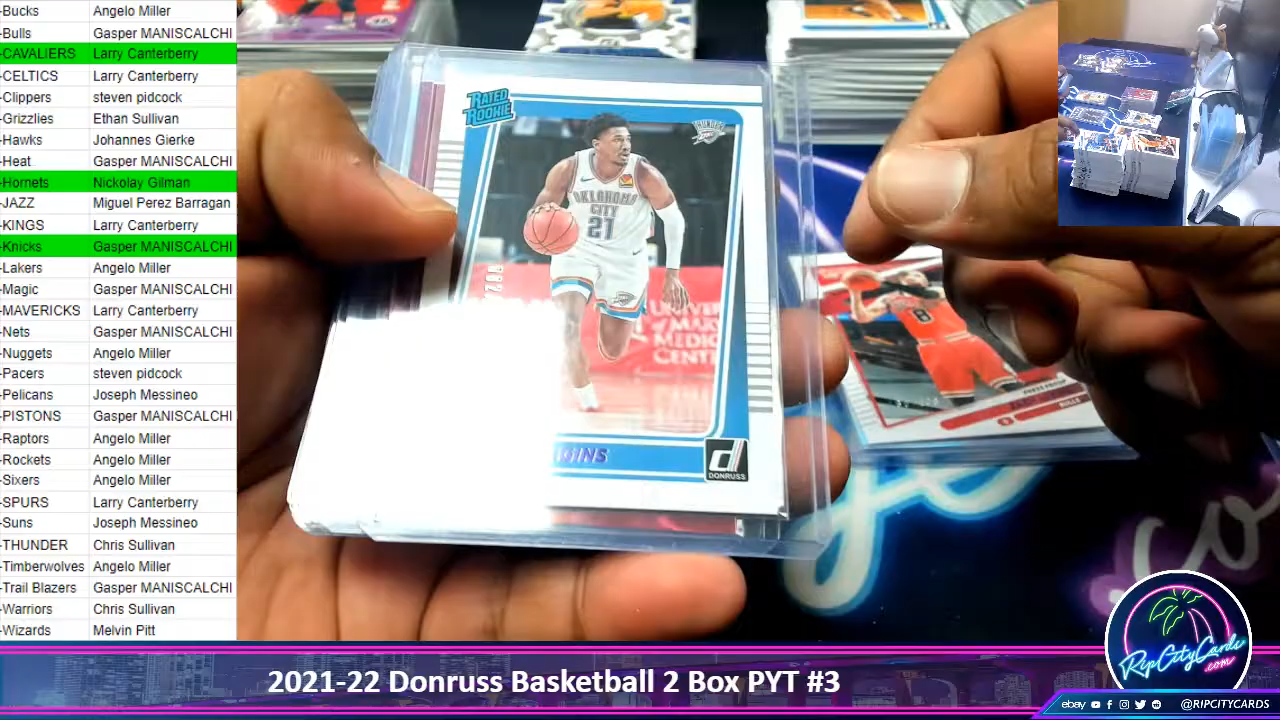 -Bucks Angelo Miller
-Bulls Gasper MANISCALCHI
-CAVALIERS Larry Canterberry
-CELTICS Larry Canterberry
-Clippers steven pidcock
-Grizzlies Ethan Sullivan
-Hawks Johannes Gierke
-Heat Gasper MANISCALCHI
-Hornets Nickolay Gilman
-JAZZ Miguel Perez Barragan
-KINGS Larry Canterberry
-Knicks Gasper MANISCALCHI
-Lakers Angelo Miller
-Magic Gasper MANISCALCHI
-MAVERICKS Larry Canterberry
-Nets Gasper MANISCALCHI
-Nuggets Angelo Miller
-Pacers steven pidcock
-Pelicans Joseph Messineo
-PISTONS Gasper MANISCALCHI
-Raptors Angelo Miller
-Rockets Angelo Miller
-Sixers Angelo Miller
-SPURS Larry Canterberry
-Suns Joseph Messineo
-THUNDER Chris Sullivan
-Timberwolves Angelo Miller
-Trail Blazers Gasper MANISCALCHI
-Warriors Chris Sullivan
-Wizards Melvin Pitt
RATED
ROOKIE
OKLAHOMA
CITY
21
DONRUSS
8
BULLS
2021-22 Donruss Basketball 2 Box PYT #3
RipCityCards
.com
ebay @RIPCITYCARDS